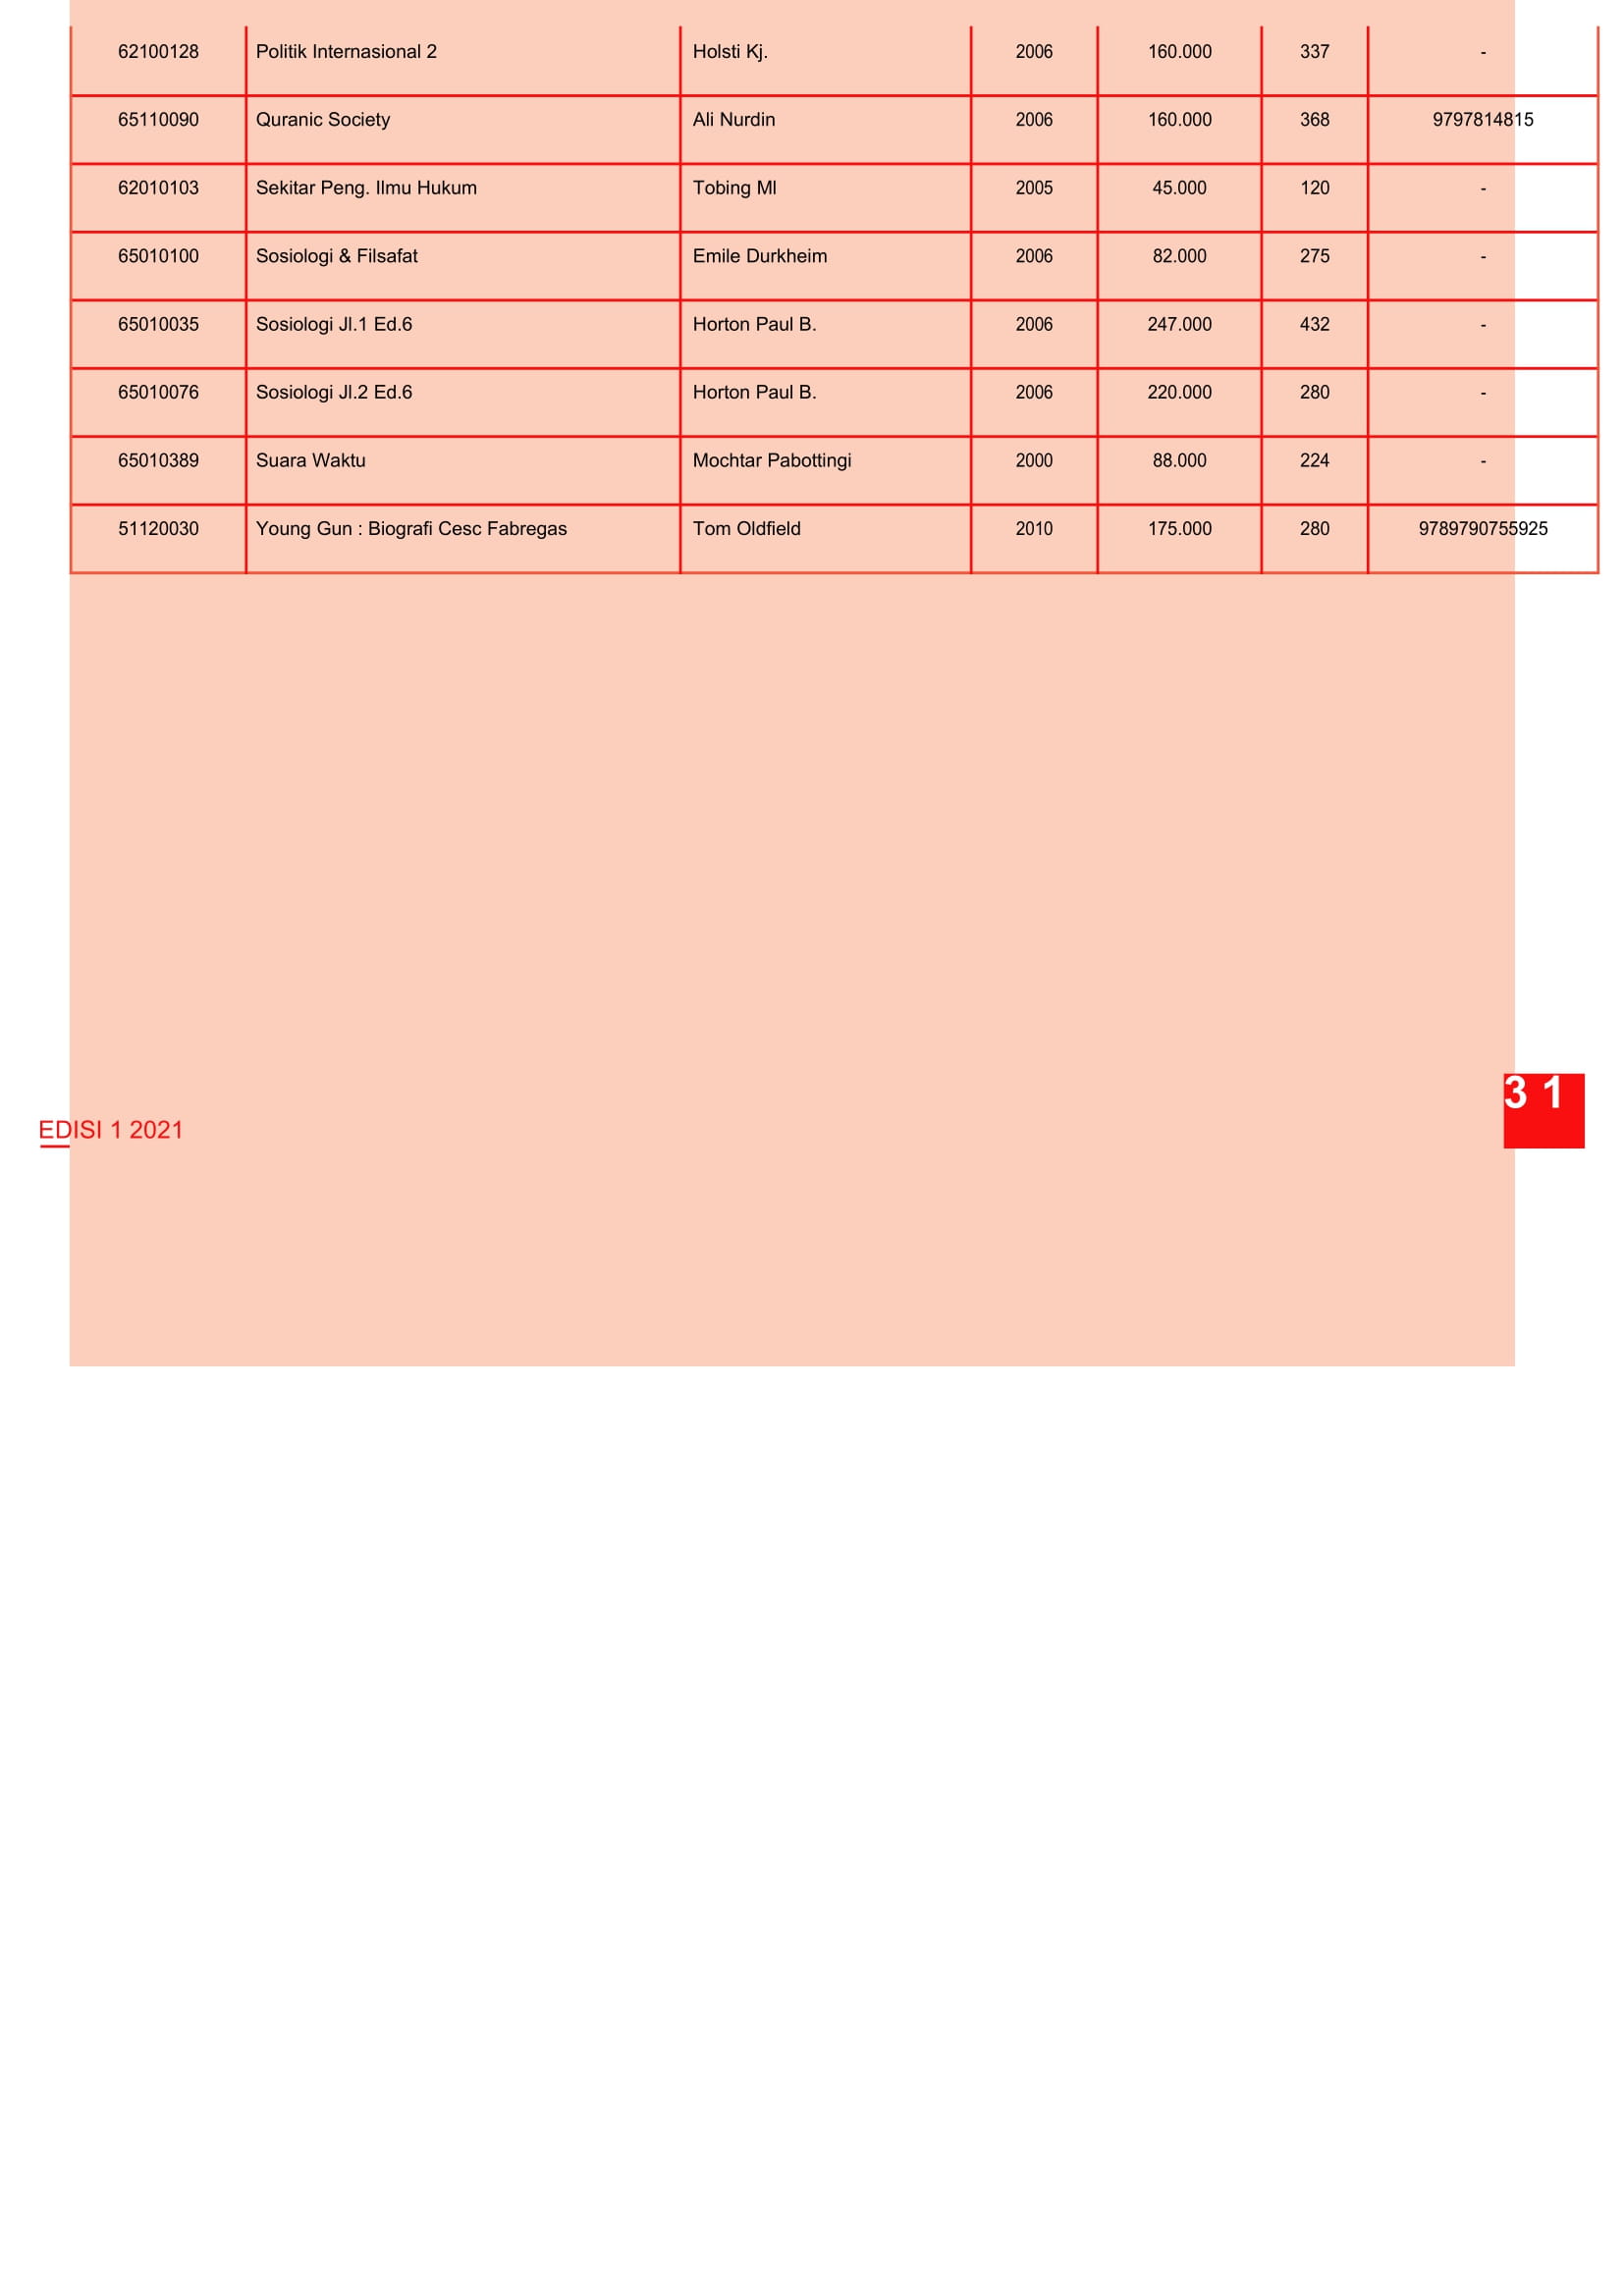 62100128 Politik Internasional 2 Holsti Kj. 2006 160.000 337 -
65110090 Quranic Society Ali Nurdin 2006 160.000 368 9797814815
62010103 Sekitar Peng. Ilmu Hukum Tobing Ml 2005 45.000 120 -
65010100 Sosiologi & Filsafat Emile Durkheim 2006 82.000 275 -
65010035 Sosiologi Jl.1 Ed.6 Horton Paul B. 2006 247.000 432 -
65010076 Sosiologi Jl.2 Ed.6 Horton Paul B. 2006 220.000 280 -
65010389 Suara Waktu Mochtar Pabottingi 2000 88.000 224 -
51120030 Young Gun : Biografi Cesc Fabregas Tom Oldfield 2010 175.000 280 9789790755925
3 1
EDISI 1 2021